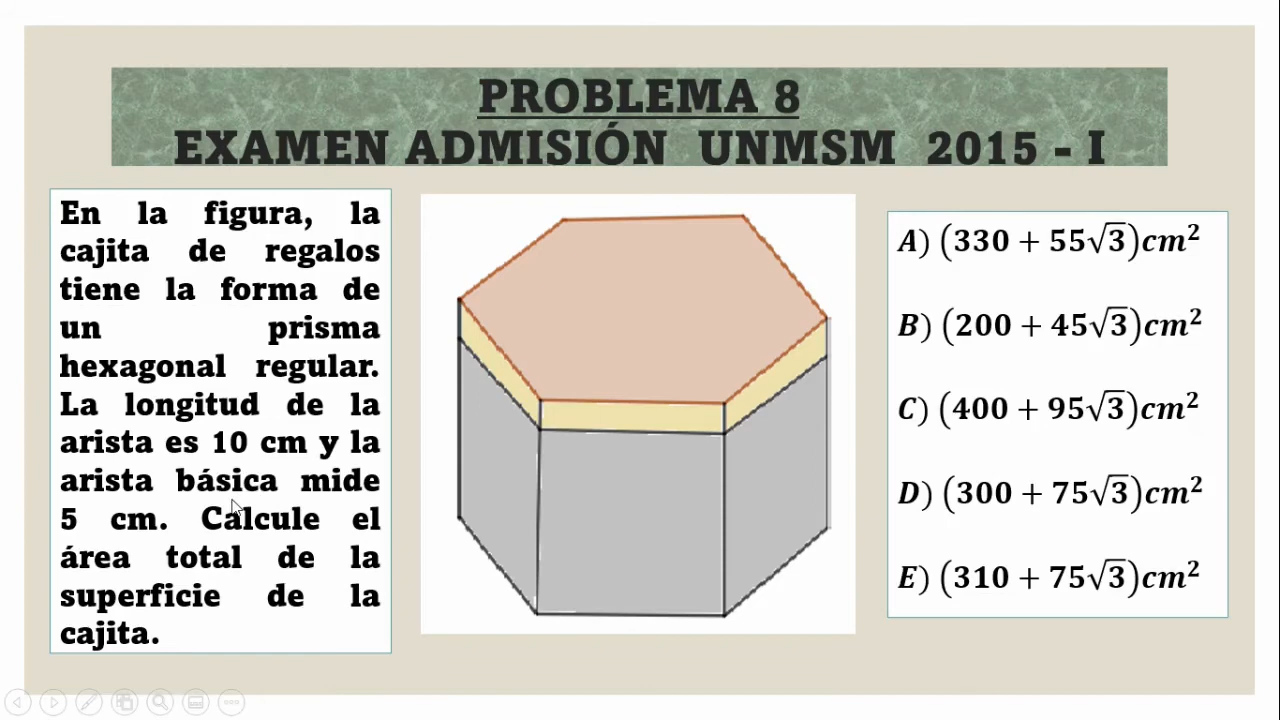 PROBLEMA 8
EXAMEN ADMISIÓN UNMSM 2015 - I
En la figura, la
cajita de regalos
tiene la forma de
un prisma
hexagonal regular.
La longitud de la
arista es 10 cm y la
arista básica mide
5 cm. Calcule el
área total de la
superficie de la
cajita.
A) (330 + 55√3)cm²
B) (200 + 45√3)cm²
C) (400 + 95√3)cm²
D) (300 + 75√3)cm²
E) (310 + 75√3)cm²